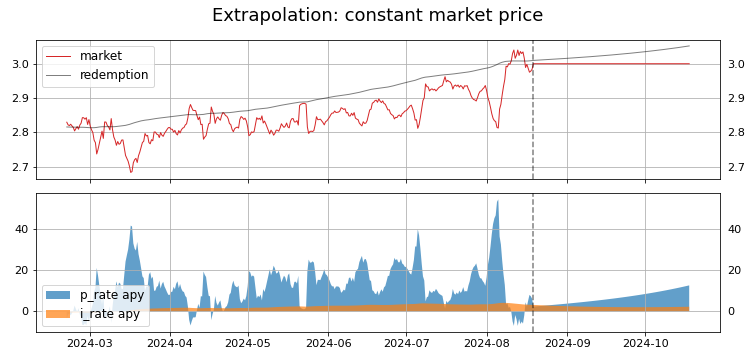 Extrapolation: constant market price
market
redemption
3.0 3.0
2.9 2.9
2.8 2.8
2.7 2.7
40 40
20 20
0 0
p_rate apy
i_rate apy
2024-03 2024-04 2024-05 2024-06 2024-07 2024-08 2024-09 2024-10